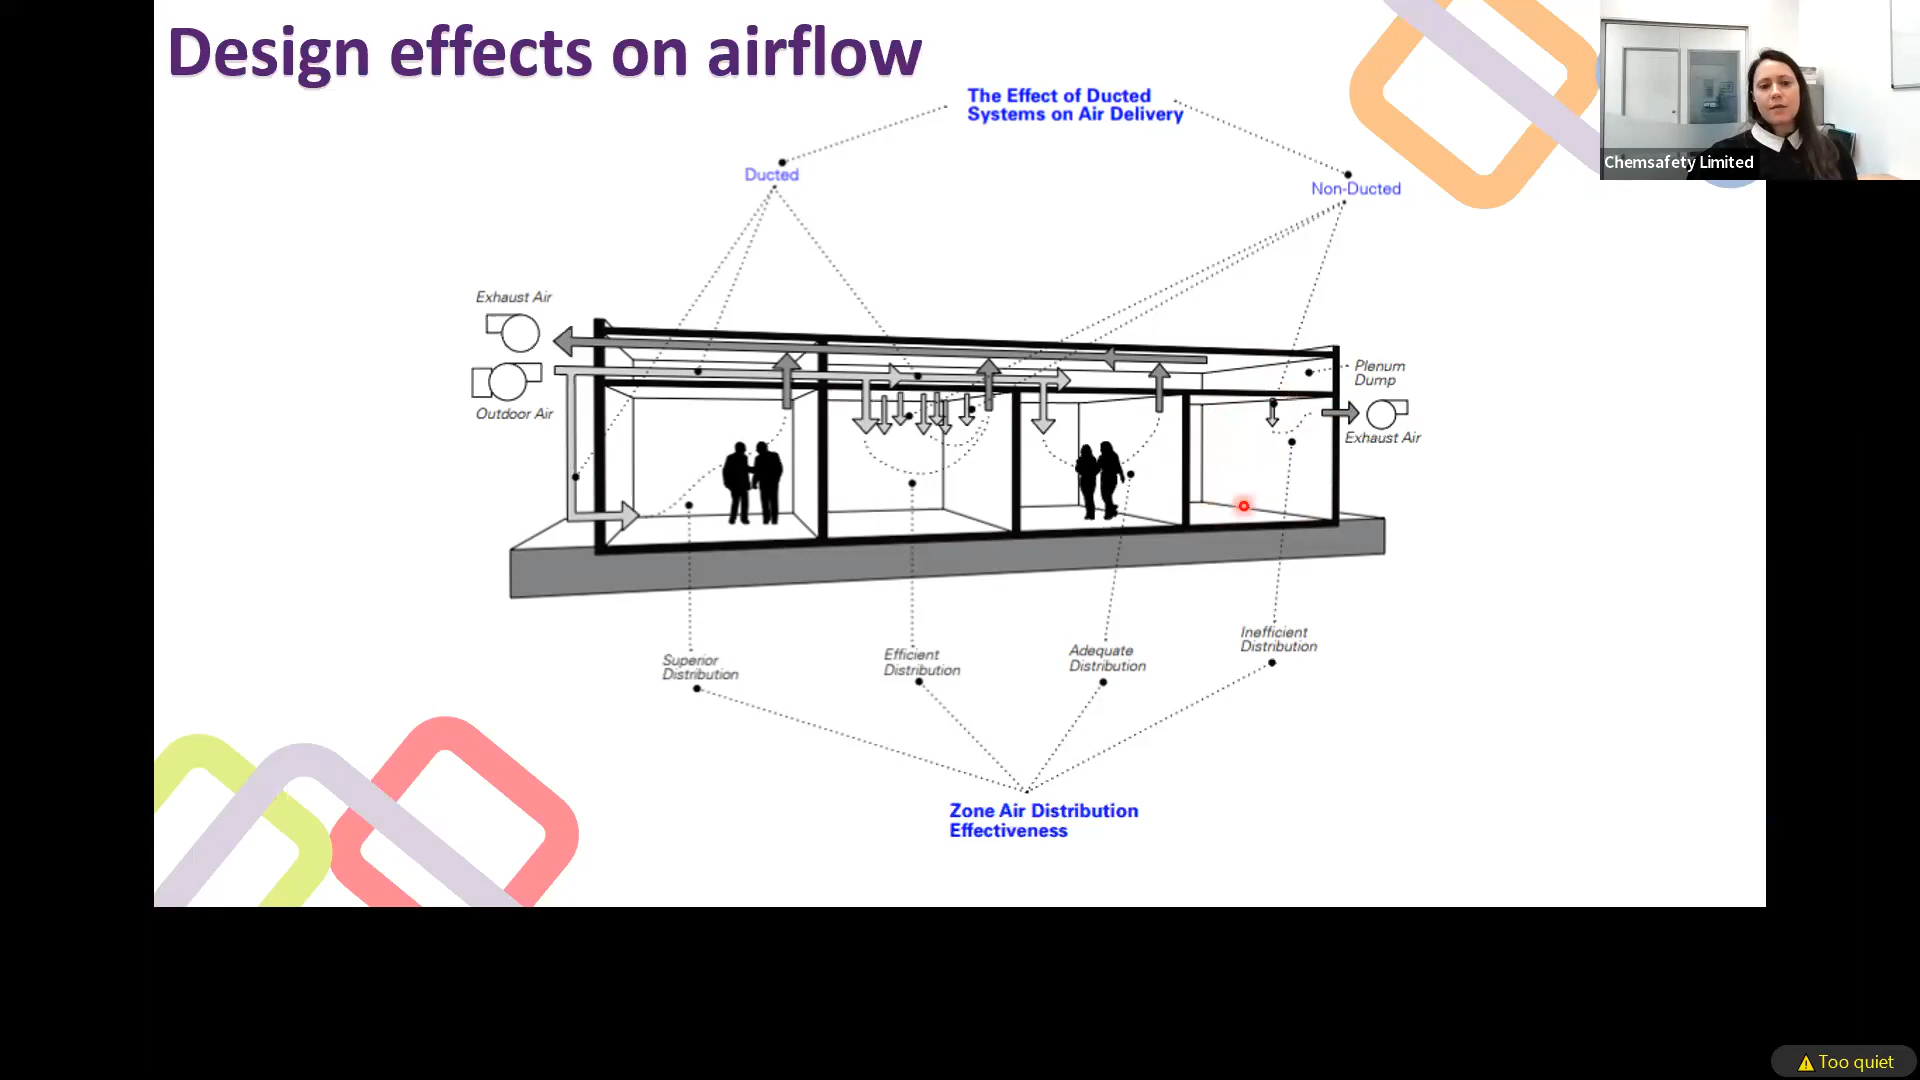 Design effects on airflow
The Effect of Ducted
Systems on Air Delivery
Chemsafety Limited
Ducted
Non-Ducted
Exhaust Air
Outdoor Air
Plenum
Dump
Exhaust Air
Superior
Distribution
Efficient
Distribution
Adequate
Distribution
Inefficient
Distribution
Zone Air Distribution
Effectiveness
Too quiet